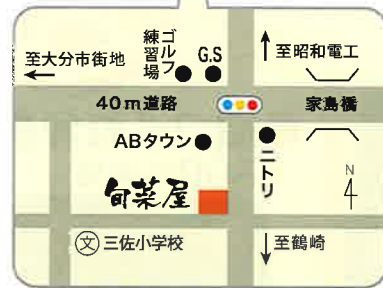 ゴルフ
練習場
G.S
至昭和電工
至大分市街地
40m道路
家島橋
ABタウン
ニトリ
N
旬菜屋
文 三佐小学校
至鶴崎